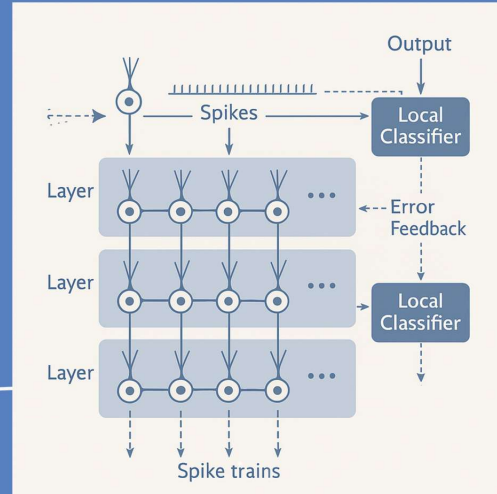 Output
Spikes
Local
Classifier
Layer
Error
Feedback
Layer
Local
Classifier
Layer
Spike trains